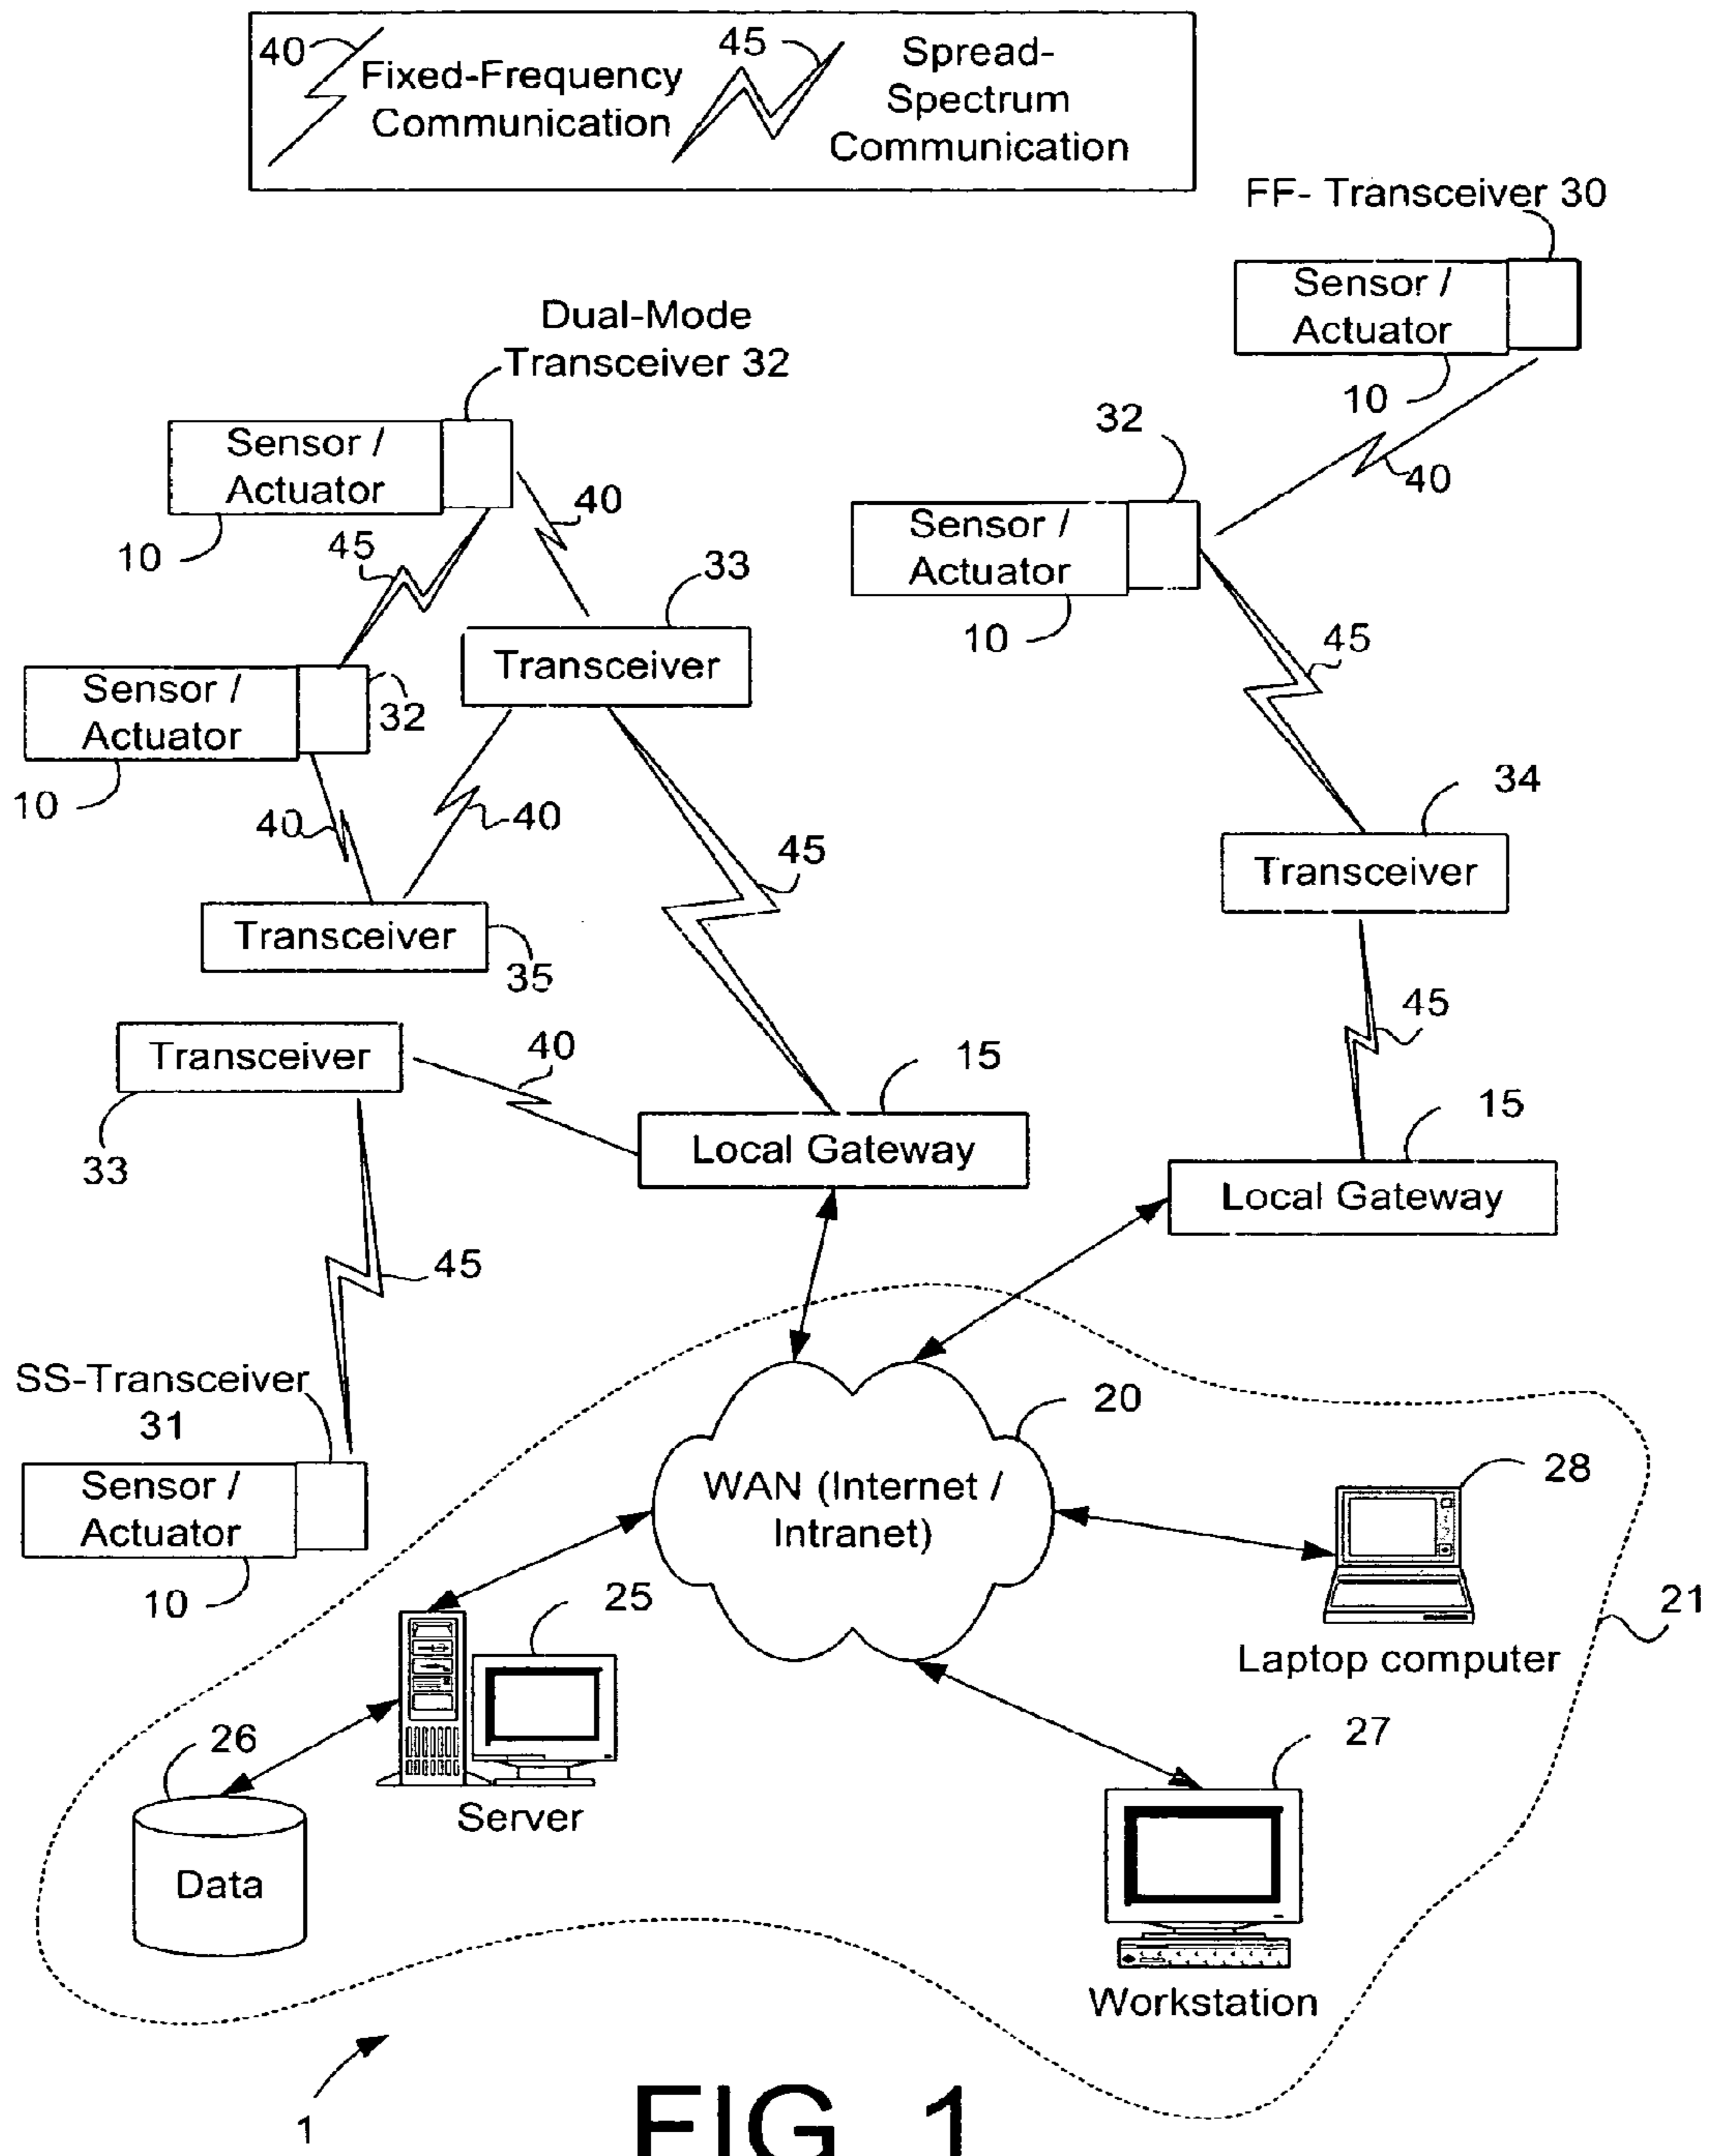 40
Fixed-Frequency
Communication
45
Spread-
Spectrum
Communication
FF- Transceiver 30
Sensor /
Actuator
10
40
Dual-Mode
Transceiver 32
Sensor /
Actuator
10
45
40
32
Sensor /
Actuator
10
33
Transceiver
45
Sensor /
Actuator
32
10
40
40
45
34
Transceiver
Transceiver
35
45
Transceiver
33
40
15
Local Gateway
15
Local Gateway
45
SS-Transceiver
31
Sensor /
Actuator
10
20
WAN (Internet /
Intranet)
28
Laptop computer
21
25
Server
26
Data
27
Workstation
1
FIG. 1